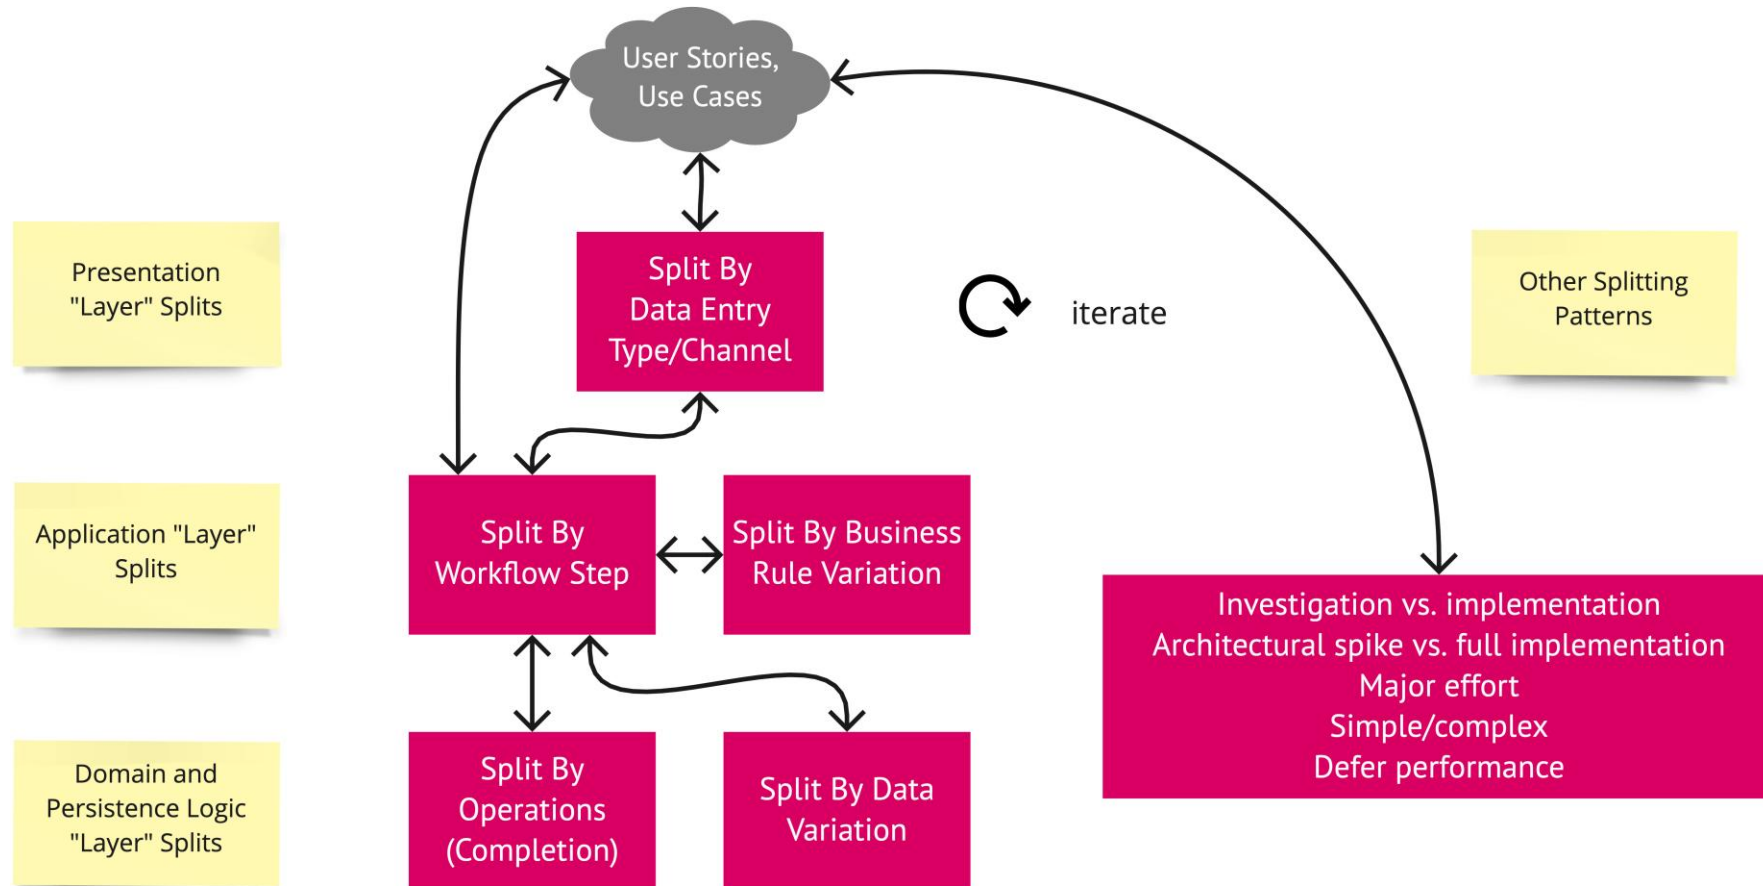 User Stories,
Use Cases
Presentation
"Layer" Splits
Split By
Data Entry
Type/Channel
iterate
Other Splitting
Patterns
Application "Layer"
Splits
Split By
Workflow Step
Split By Business
Rule Variation
Investigation vs. implementation
Architectural spike vs. full implementation
Major effort
Simple/complex
Defer performance
Domain and
Persistence Logic
"Layer" Splits
Split By
Operations
(Completion)
Split By Data
Variation